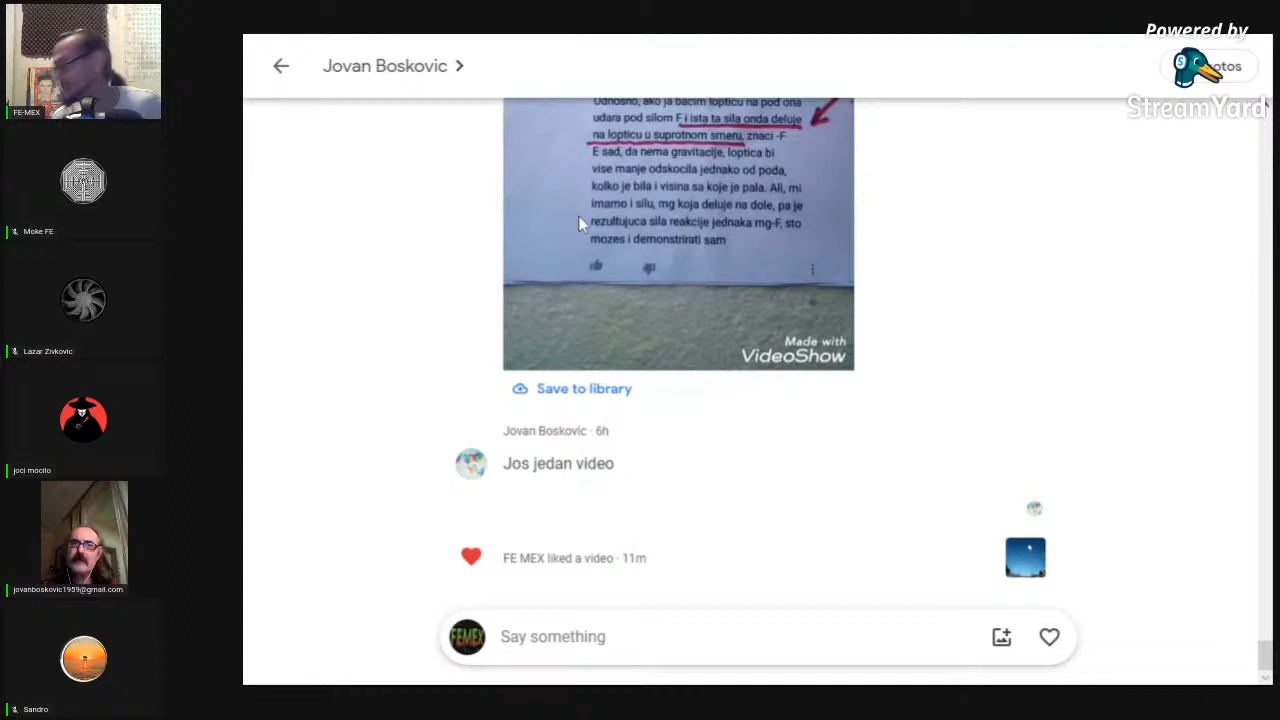 Powered by
StreamYard
Jovan Boskovic
otos
Odnosno, ako ja bacim lopticu na pod ona
udara pod silom F i ista ta sila onda deluje
na lopticu u suprotnom smeru, znaci -F
E sad, da nema gravitacije, loptica bi
vise manje odskocila jednako od poda,
kolko je bila i visina sa koje je pala. Ali, mi
imamo i silu, mg koja deluje na dole, pa je
rezultujuca sila reakcije jednaka mg-F, sto
mozes i demonstrirati sam
Made with
VideoShow
Save to library
Jovan Boskovic · 6h
Jos jedan video
FE MEX liked a video · 11m
FEMEX
Say something
FE-MEX
Moke FE
Lazar Zivkovic
joci mocilo
jovanboskovic1959@gmail.com
Sandro